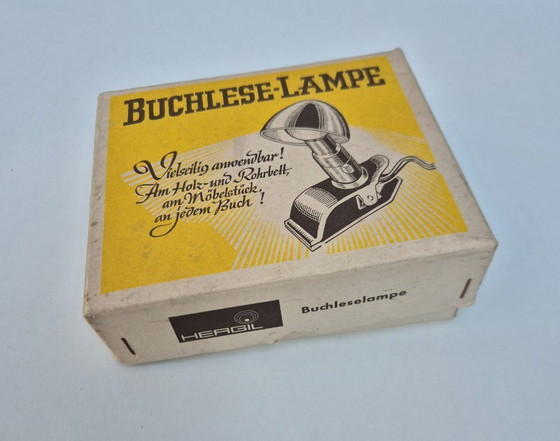 BUCHLESE-LAMPE
Vielseitig anwendbar!
Am Holz- und Rohrbett,
am Möbelstück,
an jedem Buch!
HERGIL
Buchleselampe